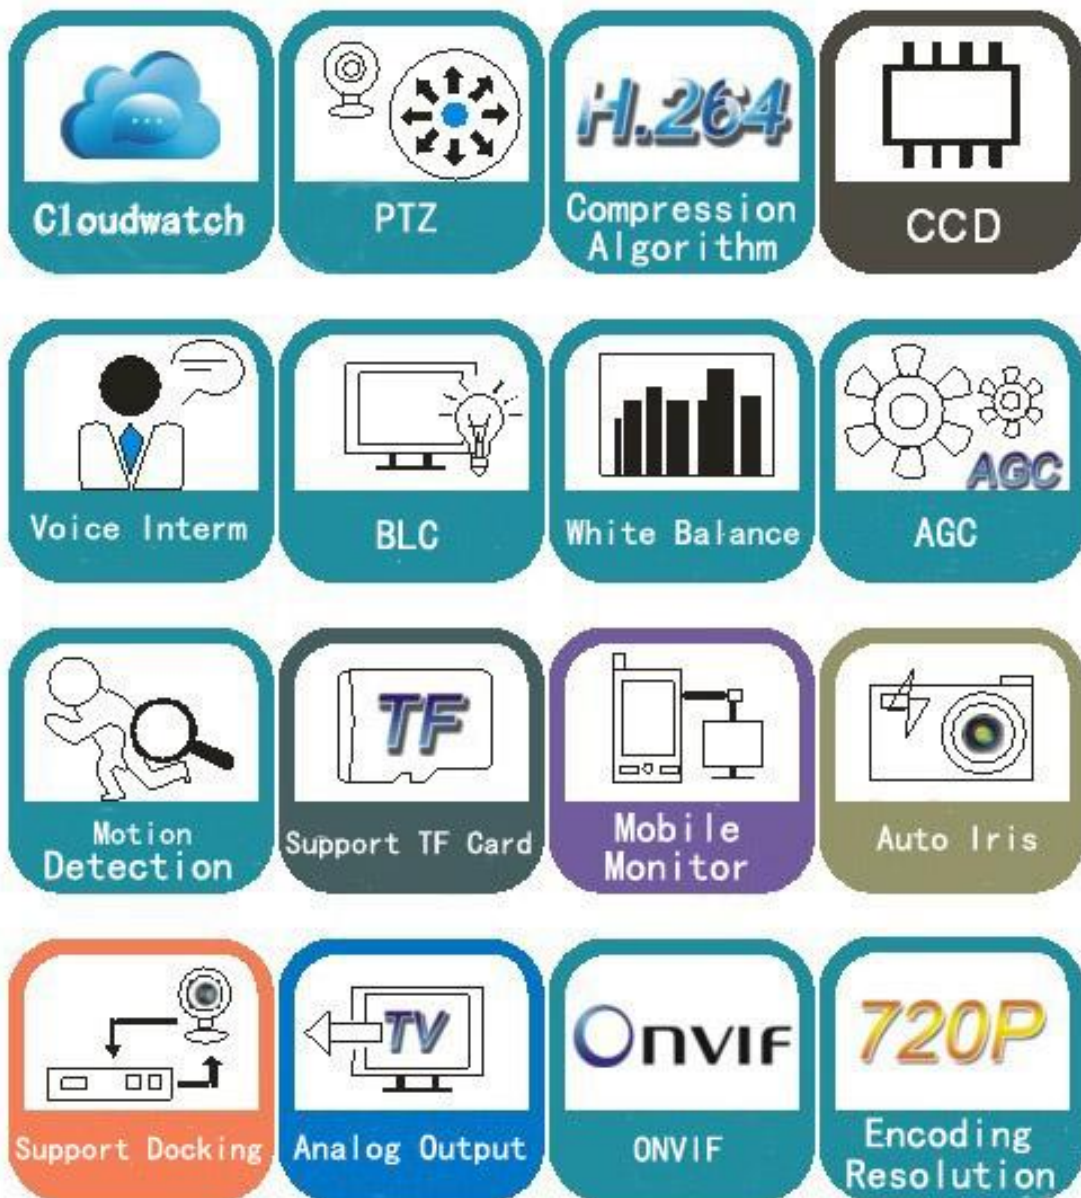 H.264
Cloudwatch
PTZ
Compression
Algorithm
CCD
AGC
Voice Interm
BLC
White Balance
AGC
TF
Motion
Detection
Support TF Card
Mobile
Monitor
Auto Iris
TV
ONVIF
720P
Support Docking
Analog Output
ONVIF
Encoding
Resolution